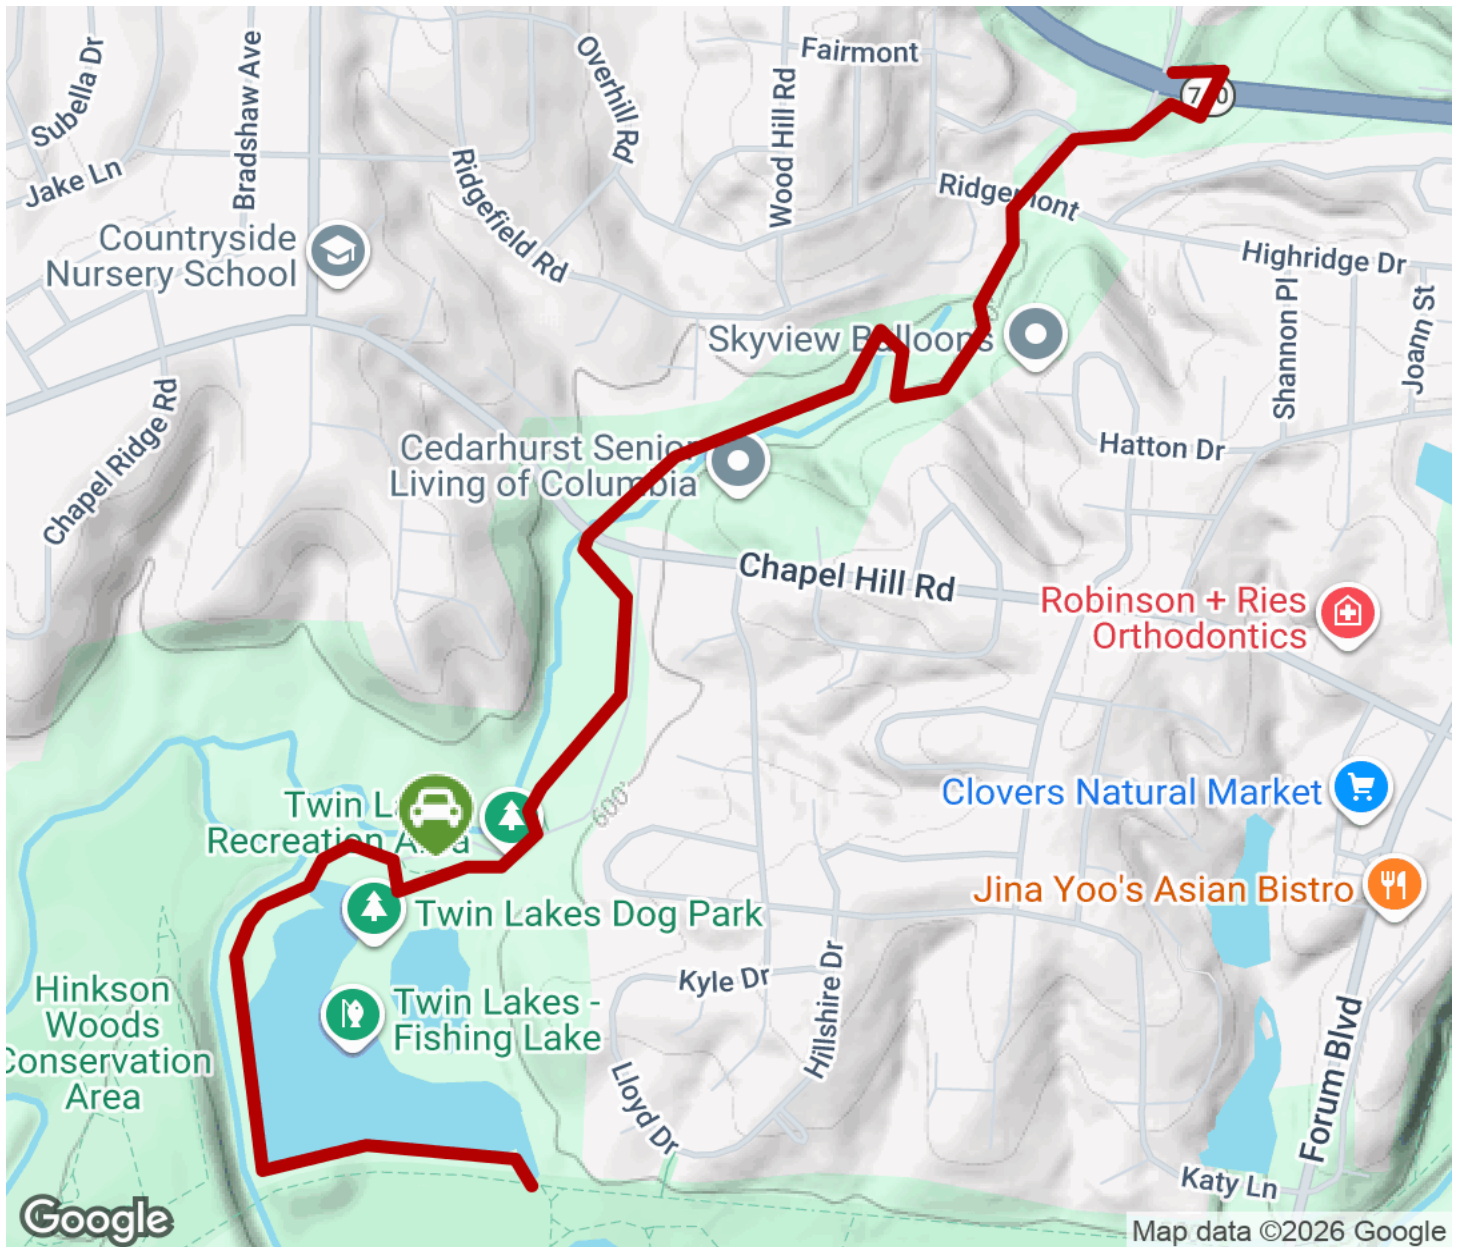 Fairmont
Subella Dr
Bradshaw Ave
Overhill Rd
Wood Hill Rd
Jake Ln
Ridgefield Rd
Countryside
Nursery School
Highridge Dr
Shannon Pl
Joann St
Skyview
Chapel Ridge Rd
Cedarhurst Senior
Living of Columbia
Hatton Dr
Chapel Hill Rd
Robinson + Ries
Orthodontics
600'
Clovers Natural Market
Twin
Recreation
Jina Yoo's Asian Bistro
Twin Lakes Dog Park
Kyle Dr
Hillshire Dr
Twin Lakes -
Fishing Lake
Hinkson
Woods
Conservation
Area
Lloyd Dr
Forum Blvd
Katy Ln
Google
Map data ©2026 Google